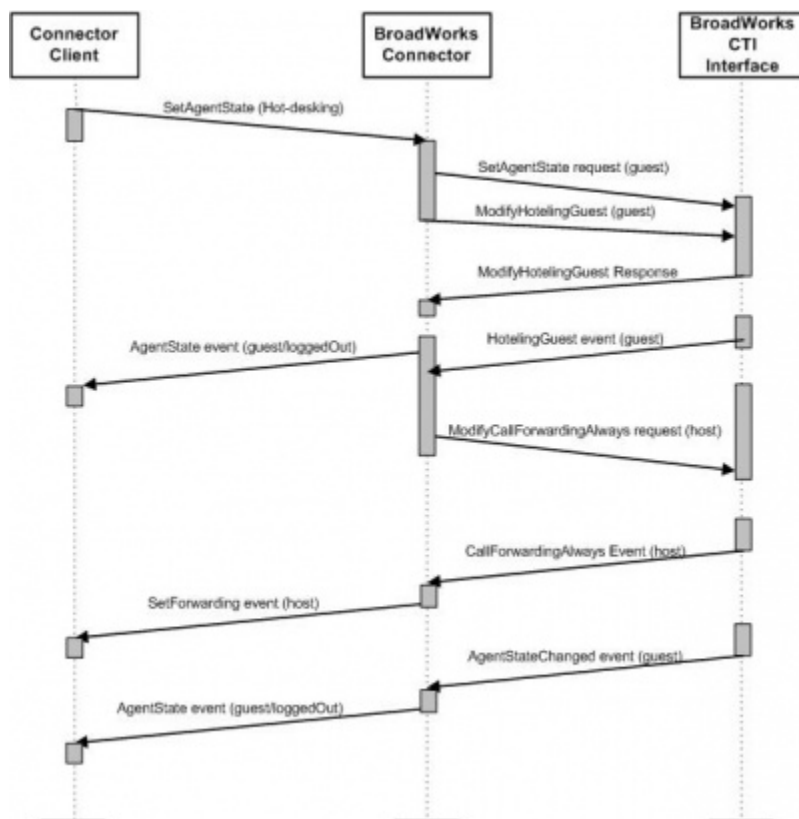 Connector
Client
BroadWorks
Connector
BroadWorks
CTI
Interface
SetAgentState (Hot-desking)
SetAgentState request (guest)
ModifyHotelingGuest (guest)
ModifyHotelingGuest Response
HotelingGuest event (guest)
AgentState event (guest/loggedOut)
ModifyCallForwardingAlways request (host)
CallForwardingAlways Event (host)
SetForwarding event (host)
AgentStateChanged event (guest)
AgentState event (guest/loggedOut)